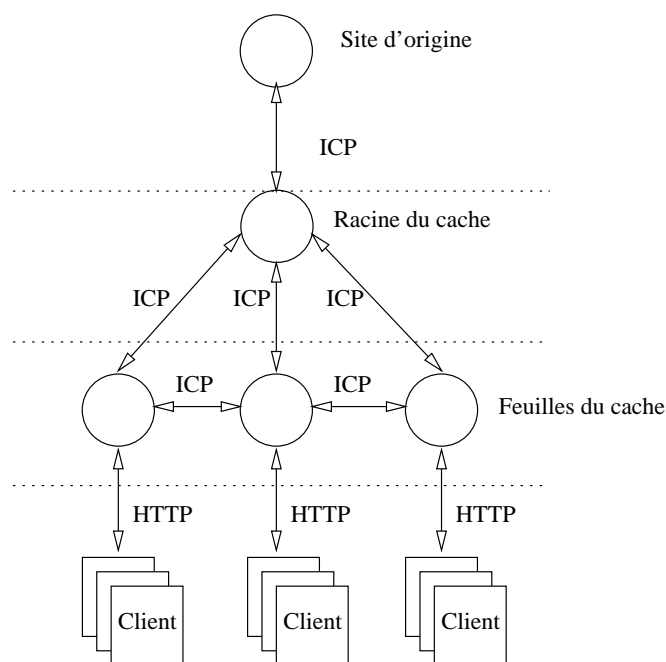 Site d'origine
ICP
Racine du cache
ICP
ICP
ICP
ICP
ICP
Feuilles du cache
HTTP
HTTP
HTTP
Client
Client
Client